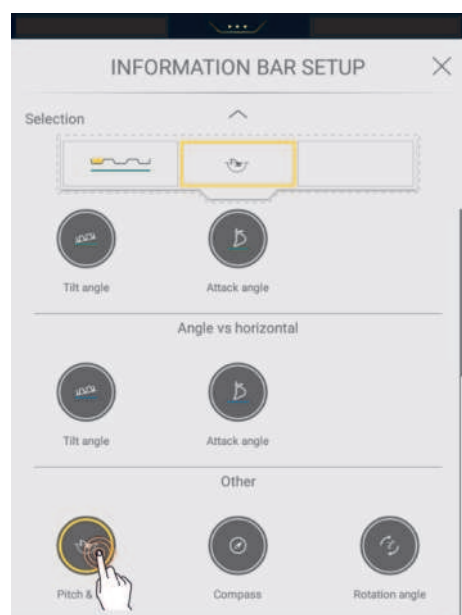 INFORMATION BAR SETUP
Selection
Tilt angle
Attack angle
Angle vs horizontal
Tilt angle
Attack angle
Other
Pitch &
Compass
Rotation angle